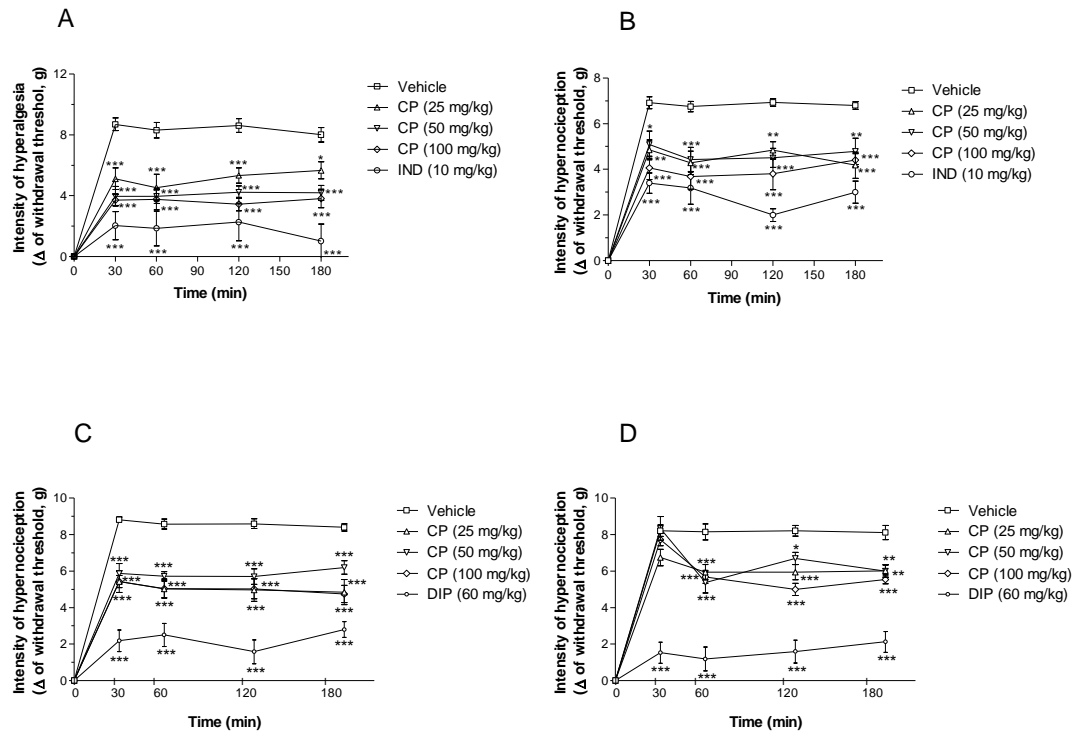 A
Intensity of hyperalgesia
(Δ of withdrawal threshold, g)
12
8
4
0
0 30 60 90 120 150 180
Time (min)
*** *** *** *
*** *** *** ***
*** *** *** ***
*** *** *** ***
Vehicle
CP (25 mg/kg)
CP (50 mg/kg)
CP (100 mg/kg)
IND (10 mg/kg)
B
Intensity of hypernociception
(Δ of withdrawal threshold, g)
8
6
4
2
0
0 30 60 90 120 150 180
Time (min)
* *** ** **
*** *** *** ***
*** *** *** ***
*** *** *** ***
Vehicle
CP (25 mg/kg)
CP (50 mg/kg)
CP (100 mg/kg)
IND (10 mg/kg)
C
Intensity of hypernociception
(Δ of withdrawal threshold, g)
10
8
6
4
2
0
0 30 60 120 180
Time (min)
*** *** *** ***
*** *** *** ***
*** *** *** ***
*** *** *** ***
Vehicle
CP (25 mg/kg)
CP (50 mg/kg)
CP (100 mg/kg)
DIP (60 mg/kg)
D
Intensity of hypernociception
(Δ of withdrawal threshold, g)
10
8
6
4
2
0
0 30 60 120 180
Time (min)
*** * **
*** *** **
*** *** ***
*** *** *** ***
Vehicle
CP (25 mg/kg)
CP (50 mg/kg)
CP (100 mg/kg)
DIP (60 mg/kg)